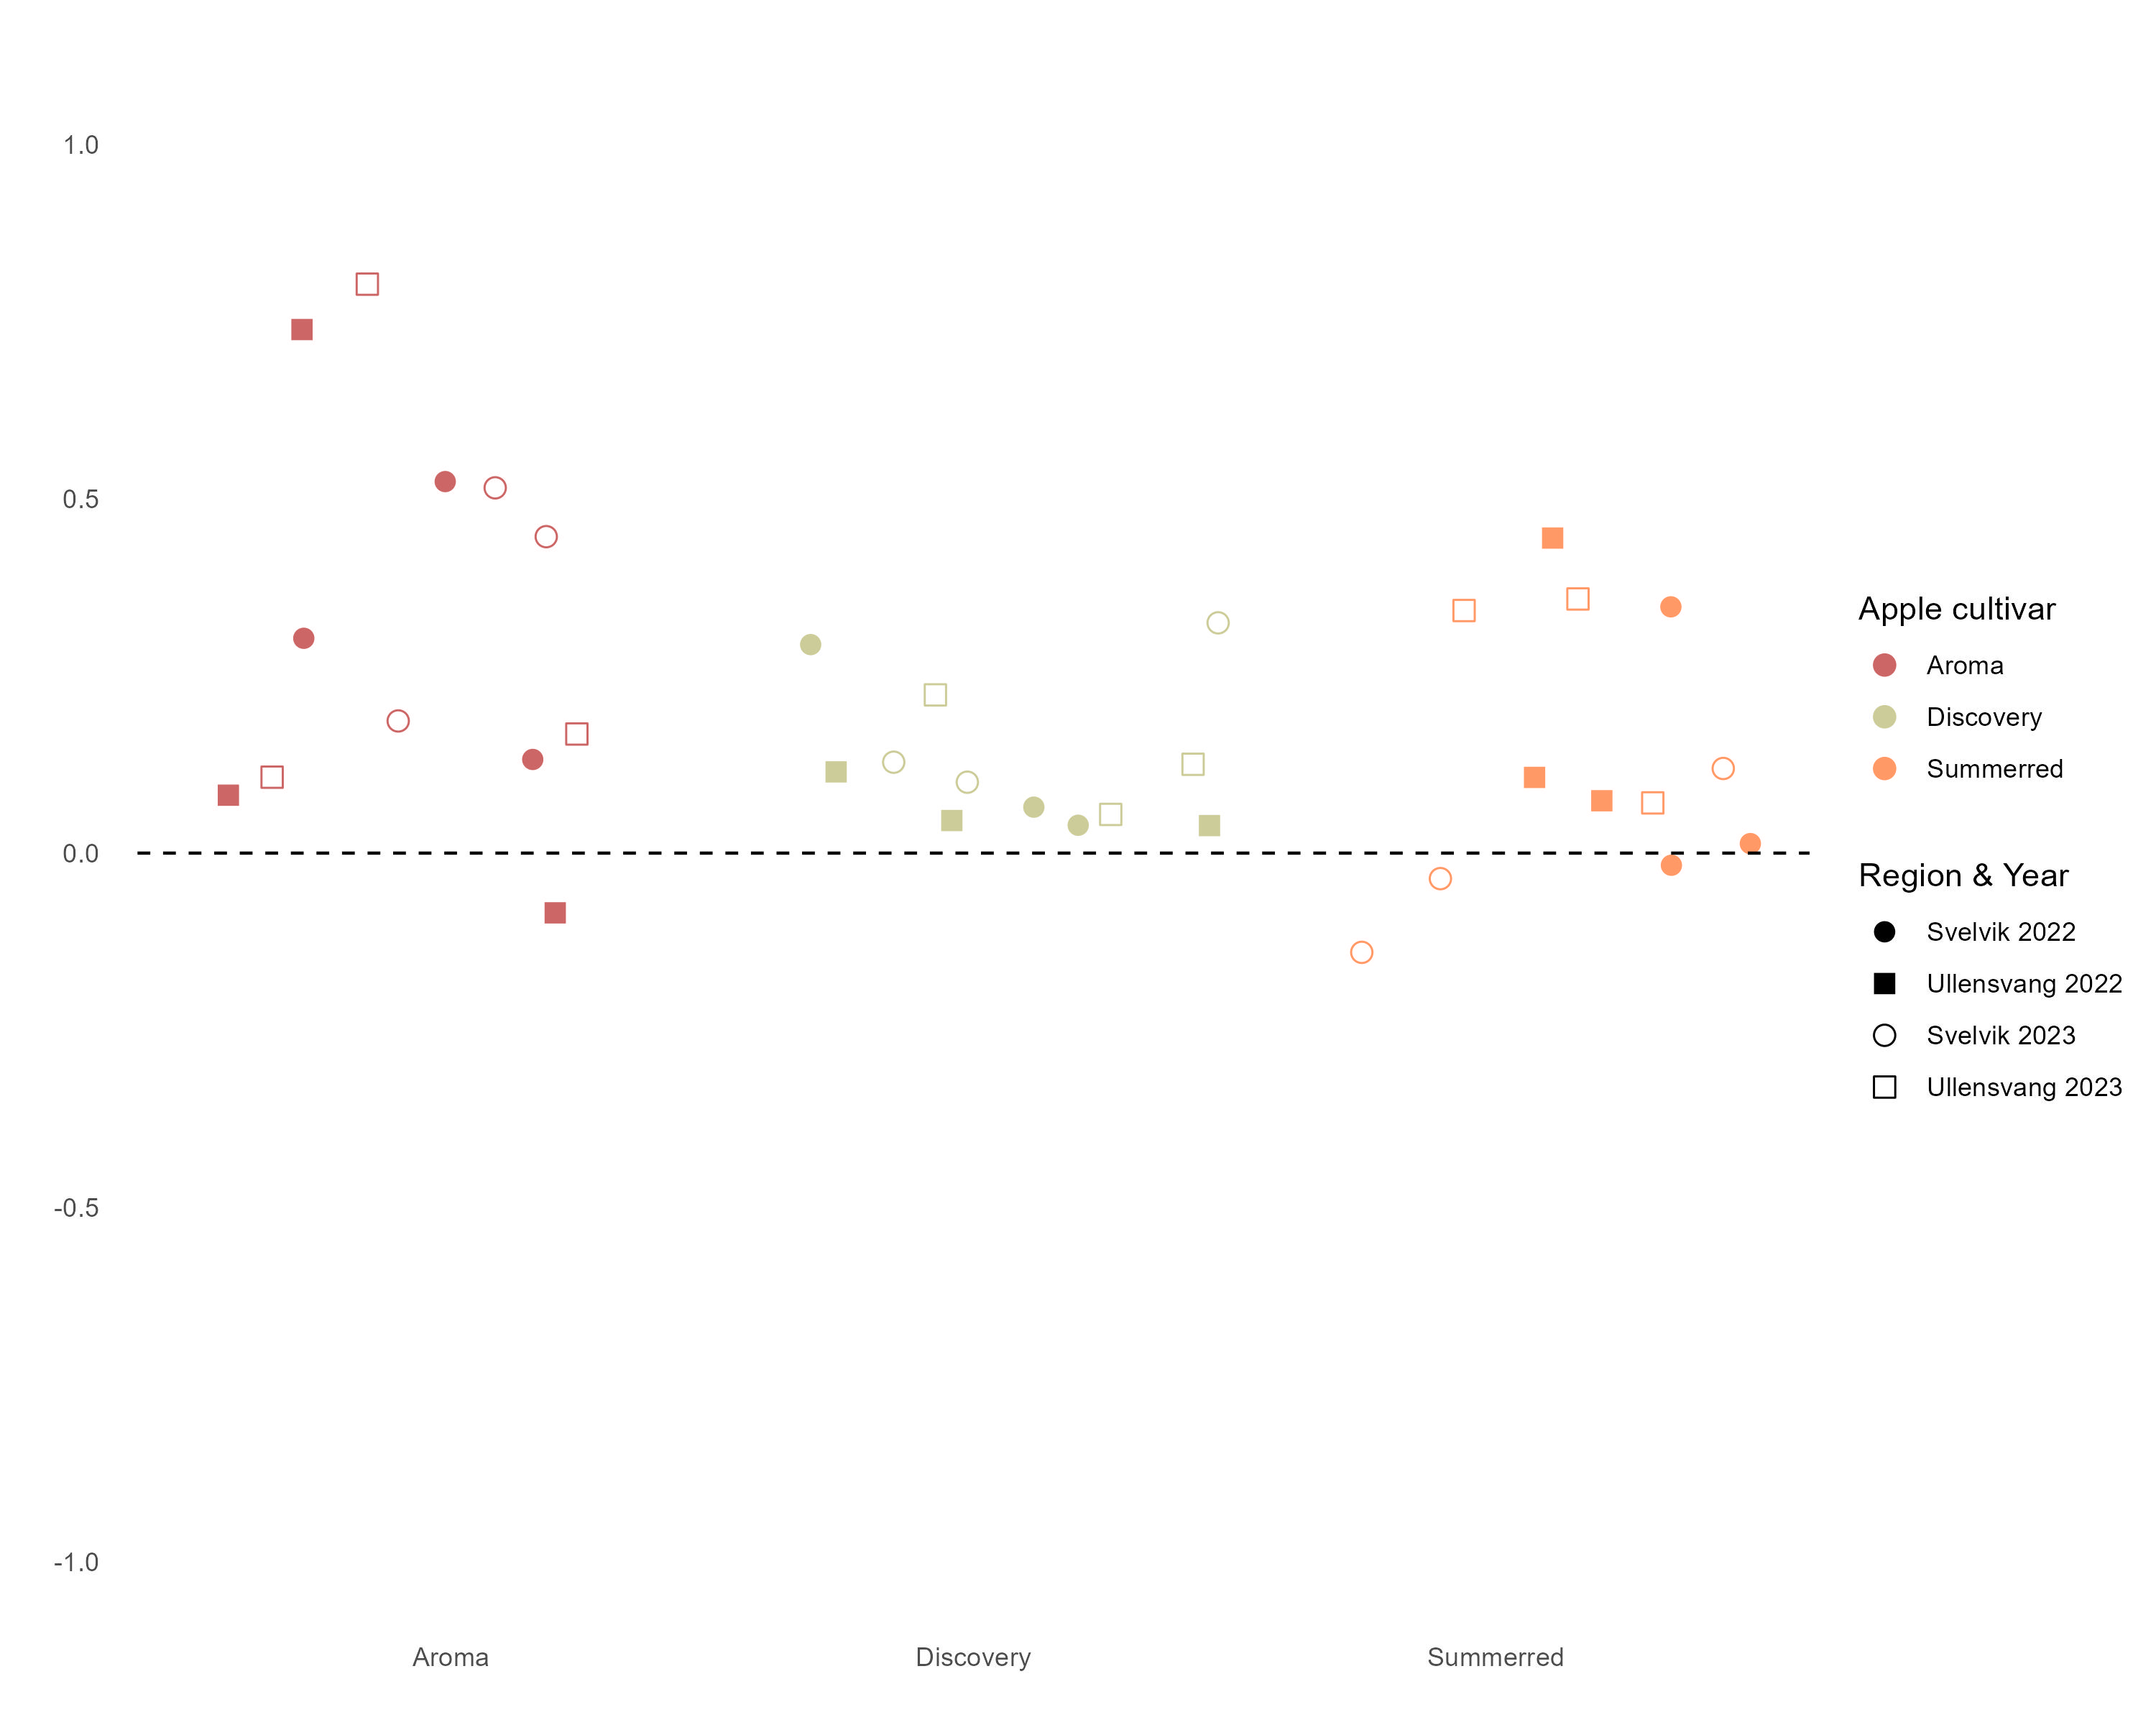 1.0
0.5
0.0
-0.5
-1.0
Aroma
Discovery
Summerred
Apple cultivar
Aroma
Discovery
Summerred
Region & Year
Svelvik 2022
Ullensvang 2022
Svelvik 2023
Ullensvang 2023